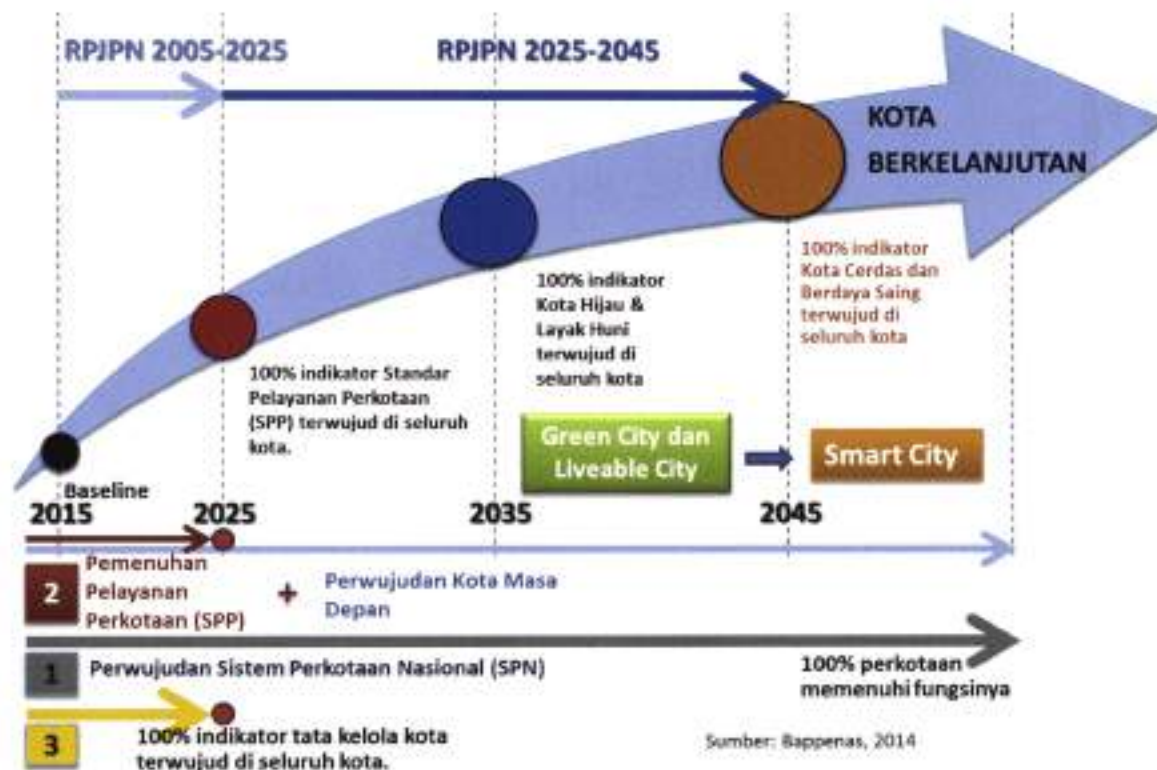 RPJPN 2005-2025
RPJPN 2025-2045
KOTA
BERKELANJUTAN
100% indikator
Kota Cerdas dan
Berdaya Saing
terwujud di
seluruh kota
100% indikator
Kota Hijau &
Layak Huni
terwujud di
seluruh kota
100% indikator Standar
Pelayanan Perkotaan
(SPP) terwujud di seluruh
kota.
Green City dan
Liveable City
Smart City
Baseline
2015
2025
2035
2045
2
Pemenuhan
Pelayanan
Perkotaan (SPP)
+
Perwujudan Kota Masa
Depan
1
Perwujudan Sistem Perkotaan Nasional (SPN)
100% perkotaan
memenuhi fungsinya
3
100% indikator tata kelola kota
terwujud di seluruh kota.
Sumber: Bappenas, 2014